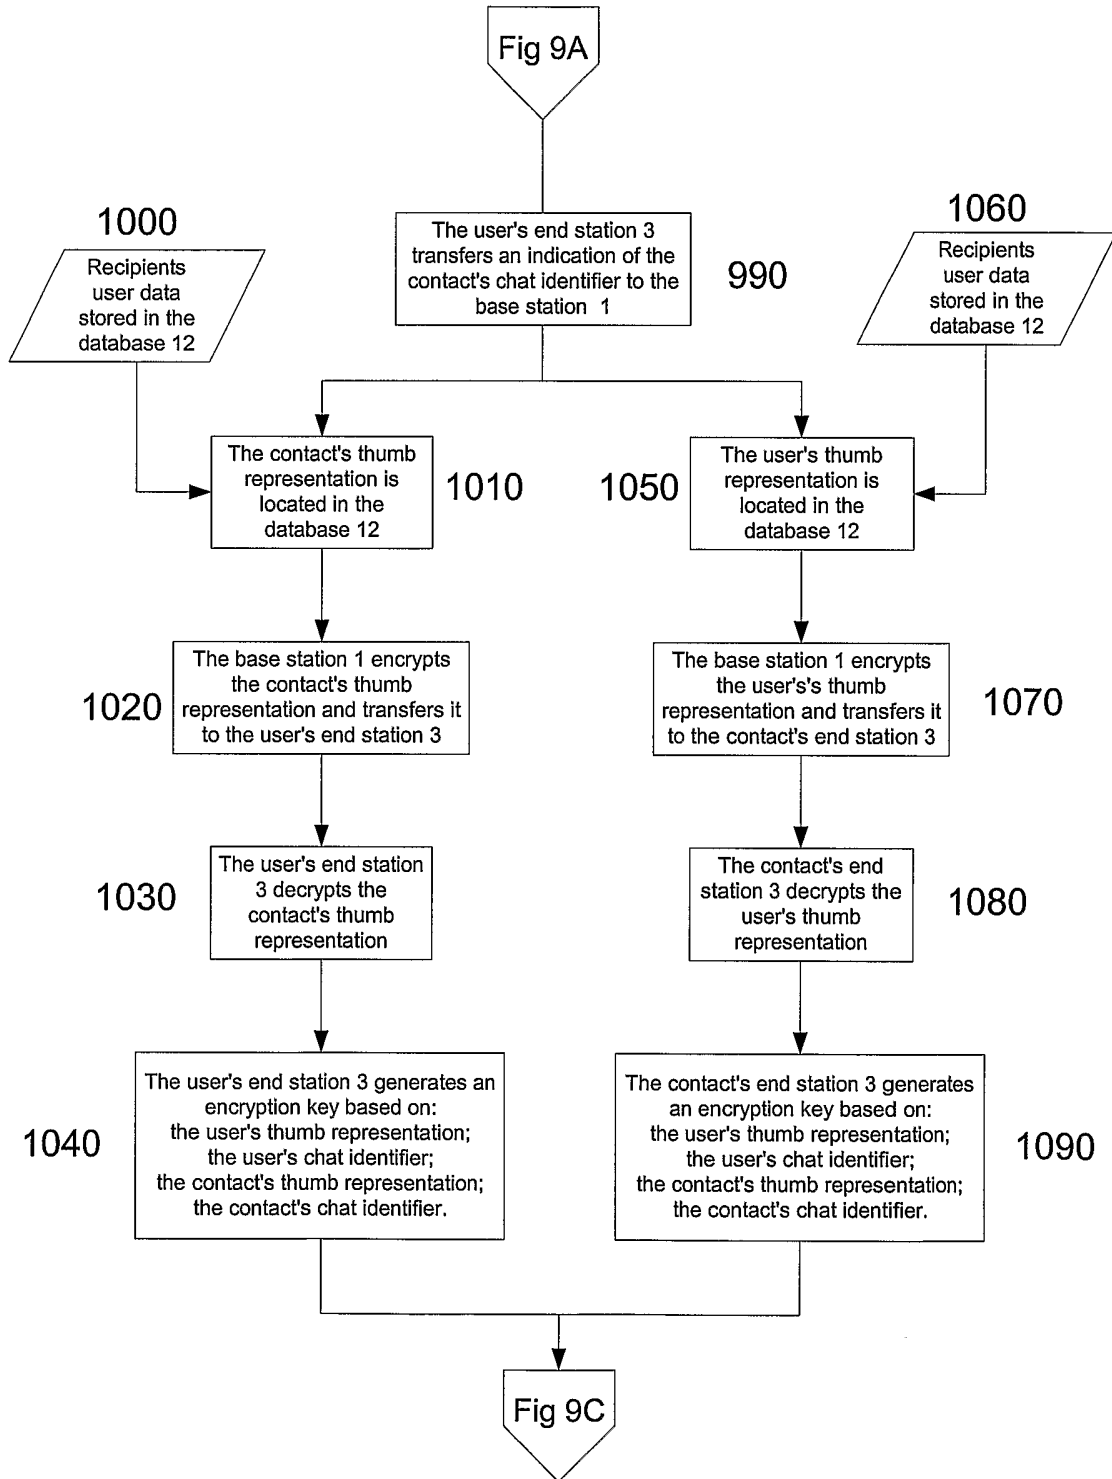 Fig 9A
1000
Recipients
user data
stored in the
database 12
The user's end station 3
transfers an indication of the
contact's chat identifier to the
base station 1
990
1060
Recipients
user data
stored in the
database 12
The contact's thumb
representation is
located in the
database 12
1010
1050
The user's thumb
representation is
located in the
database 12
1020
The base station 1 encrypts
the contact's thumb
representation and transfers it
to the user's end station 3
The base station 1 encrypts
the user's's thumb
representation and transfers it
to the contact's end station 3
1070
1030
The user's end station
3 decrypts the
contact's thumb
representation
The contact's end
station 3 decrypts the
user's thumb
representation
1080
1040
The user's end station 3 generates an
encryption key based on:
the user's thumb representation;
the user's chat identifier;
the contact's thumb representation;
the contact's chat identifier.
The contact's end station 3 generates
an encryption key based on:
the user's thumb representation;
the user's chat identifier;
the contact's thumb representation;
the contact's chat identifier.
1090
Fig 9C